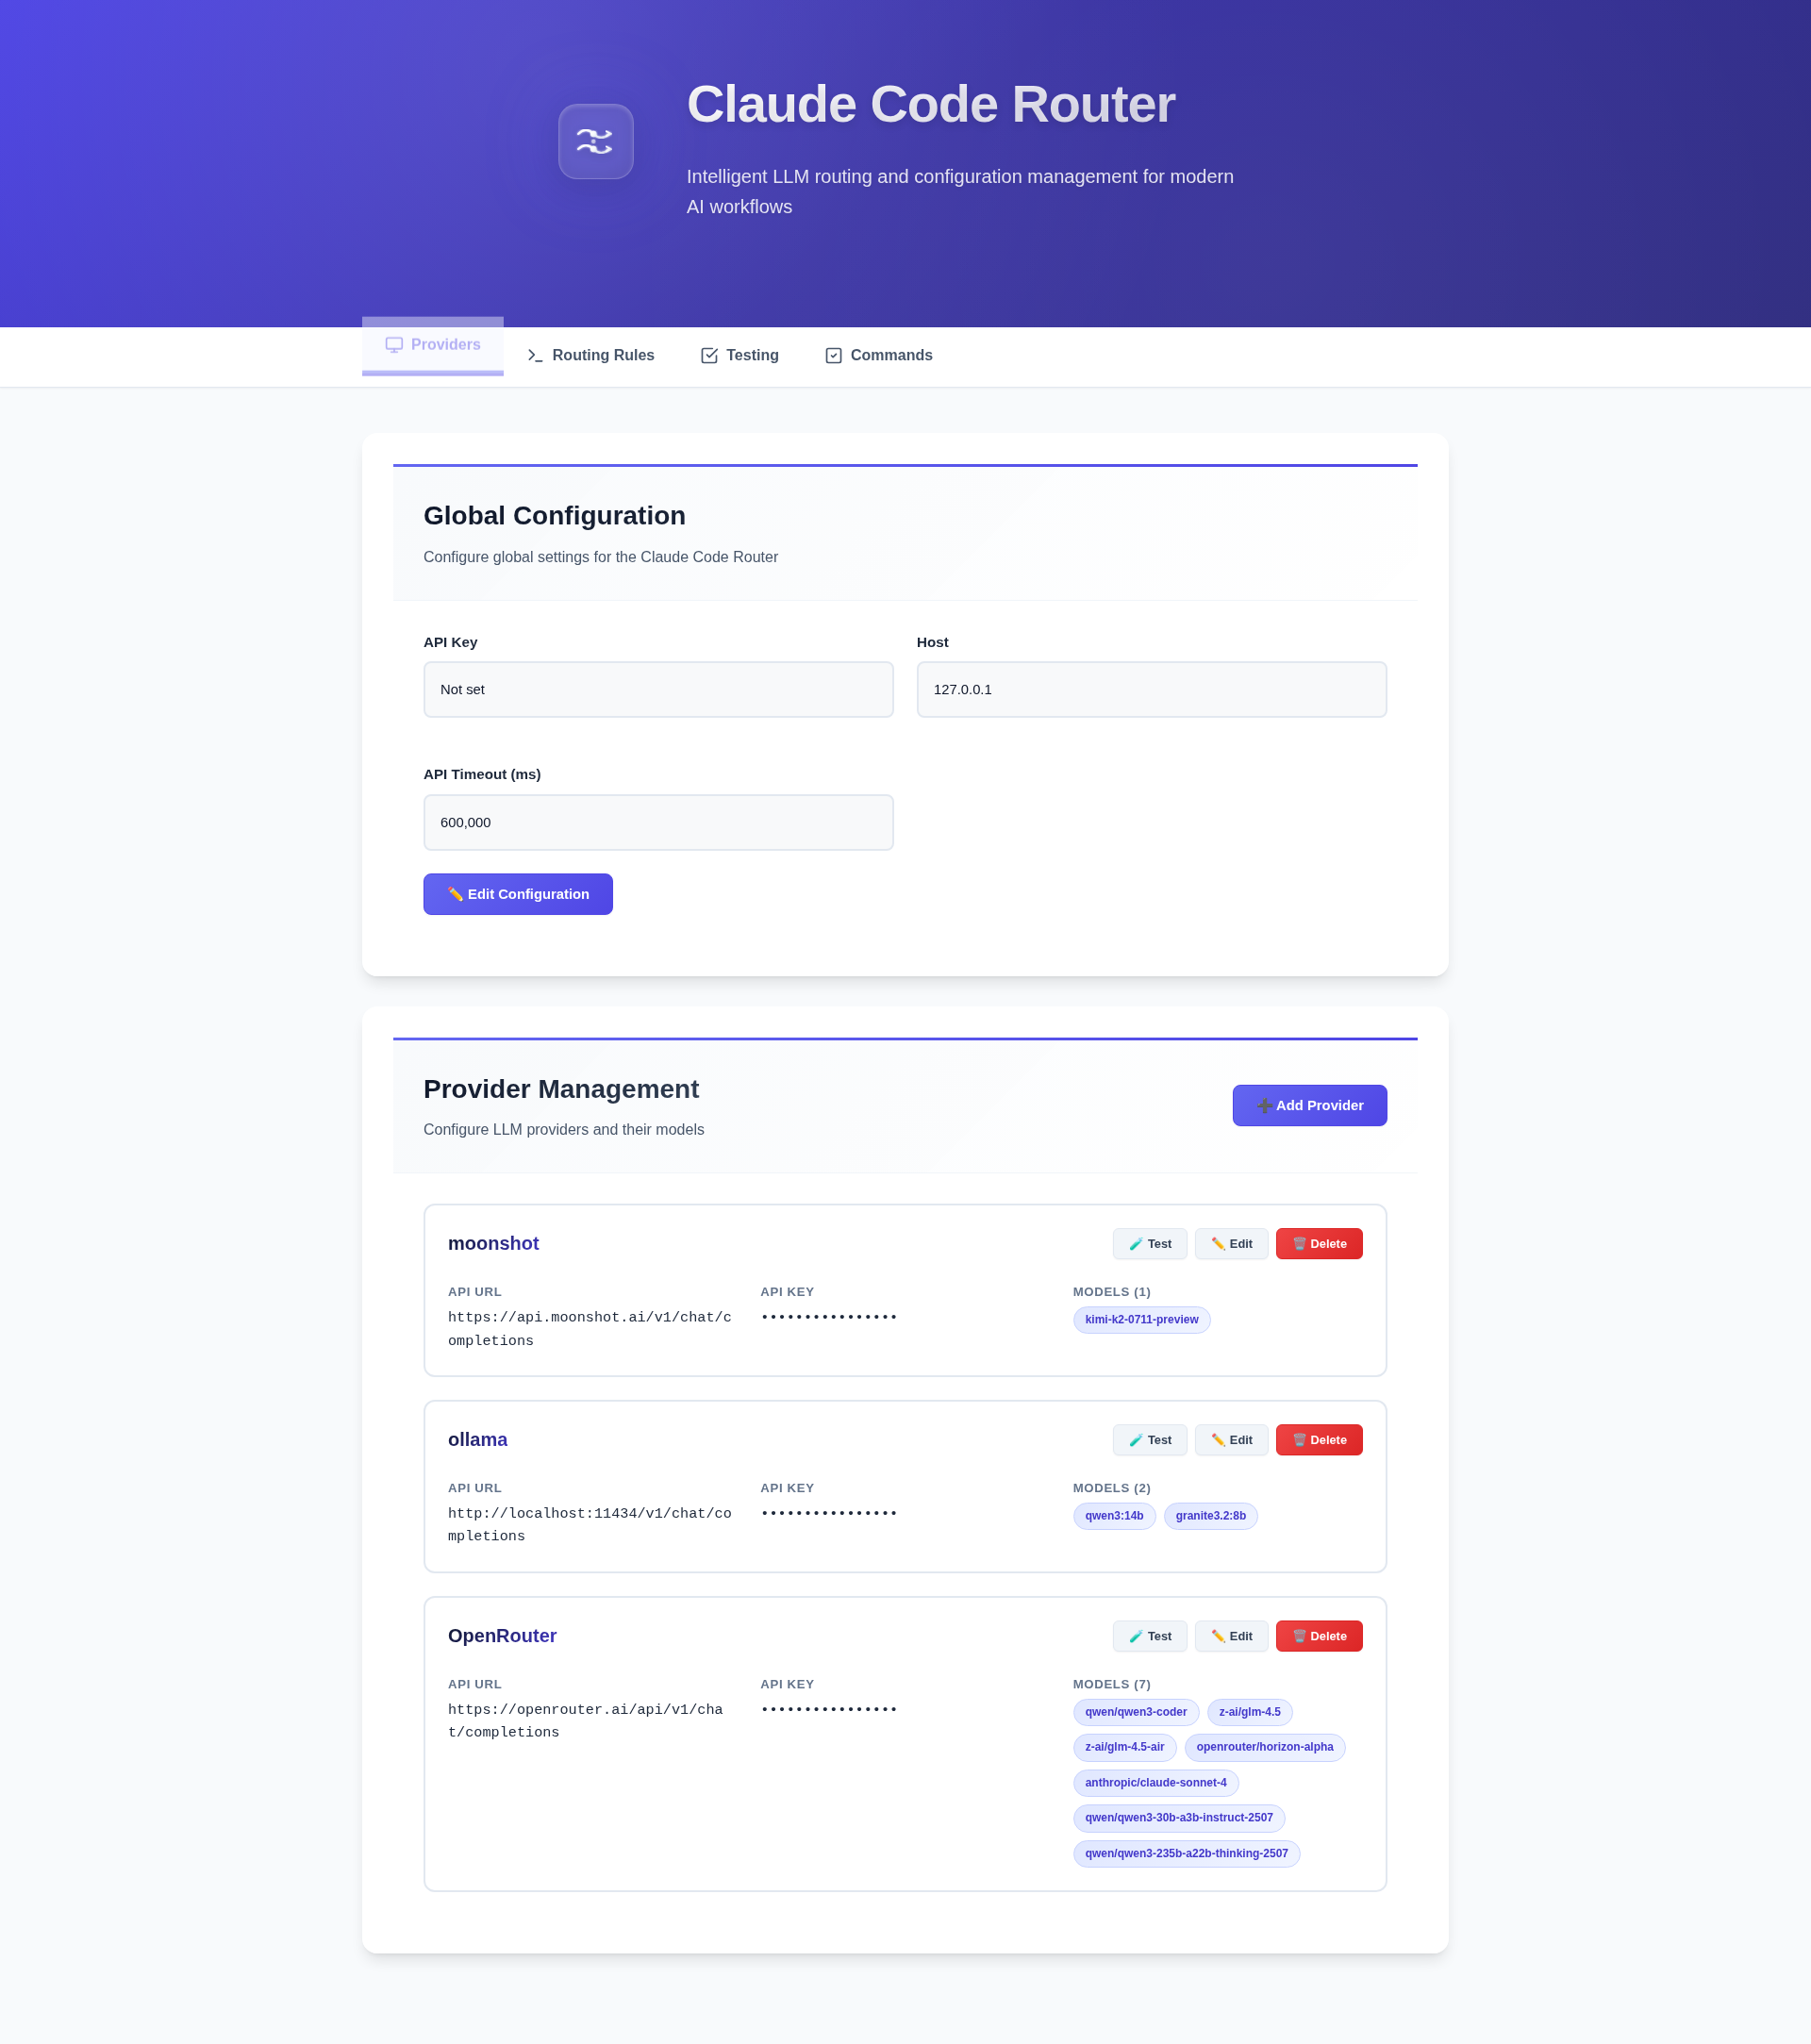 Claude Code Router
Intelligent LLM routing and configuration management for modern
AI workflows
Providers
Routing Rules
Testing
Commands
Global Configuration
Configure global settings for the Claude Code Router
API Key
Host
Not set
127.0.0.1
API Timeout (ms)
600,000
✏️ Edit Configuration
Provider Management
Configure LLM providers and their models
➕ Add Provider
moonshot
🧪 Test
✏️ Edit
🗑️ Delete
API URL
https://api.moonshot.ai/v1/chat/c
ompletions
API KEY
••••••••••••••••
MODELS (1)
kimi-k2-0711-preview
ollama
🧪 Test
✏️ Edit
🗑️ Delete
API URL
http://localhost:11434/v1/chat/co
mpletions
API KEY
••••••••••••••••
MODELS (2)
qwen3:14b
granite3.2:8b
OpenRouter
🧪 Test
✏️ Edit
🗑️ Delete
API URL
https://openrouter.ai/api/v1/cha
t/completions
API KEY
••••••••••••••••
MODELS (7)
qwen/qwen3-coder
z-ai/glm-4.5
z-ai/glm-4.5-air
openrouter/horizon-alpha
anthropic/claude-sonnet-4
qwen/qwen3-30b-a3b-instruct-2507
qwen/qwen3-235b-a22b-thinking-2507